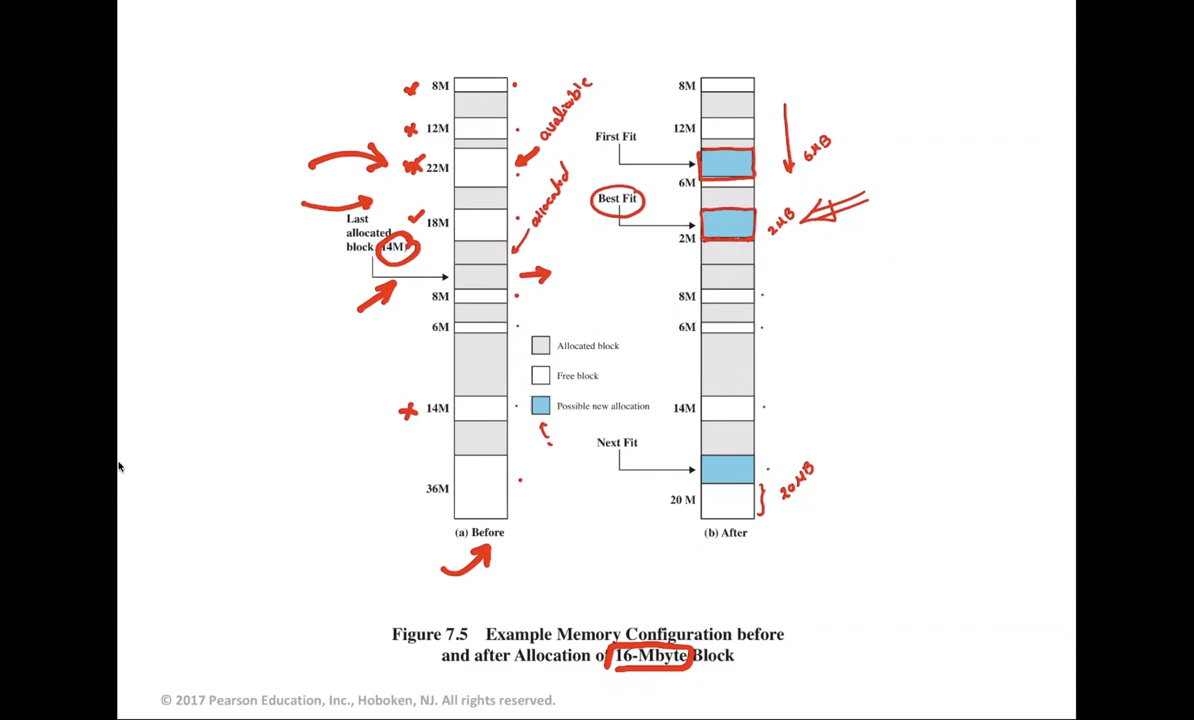 8M
12M
22M
18M
Last
allocated
block (14M)
8M
6M
14M
36M
(a) Before
avaliable
allocated
Allocated block
Free block
Possible new allocation
8M
12M
First Fit
6M
6MB
Best Fit
2M
2MB
8M
6M
14M
Next Fit
20 M
20MB
(b) After
Figure 7.5 Example Memory Configuration before
and after Allocation of 16-Mbyte Block
© 2017 Pearson Education, Inc., Hoboken, NJ. All rights reserved.